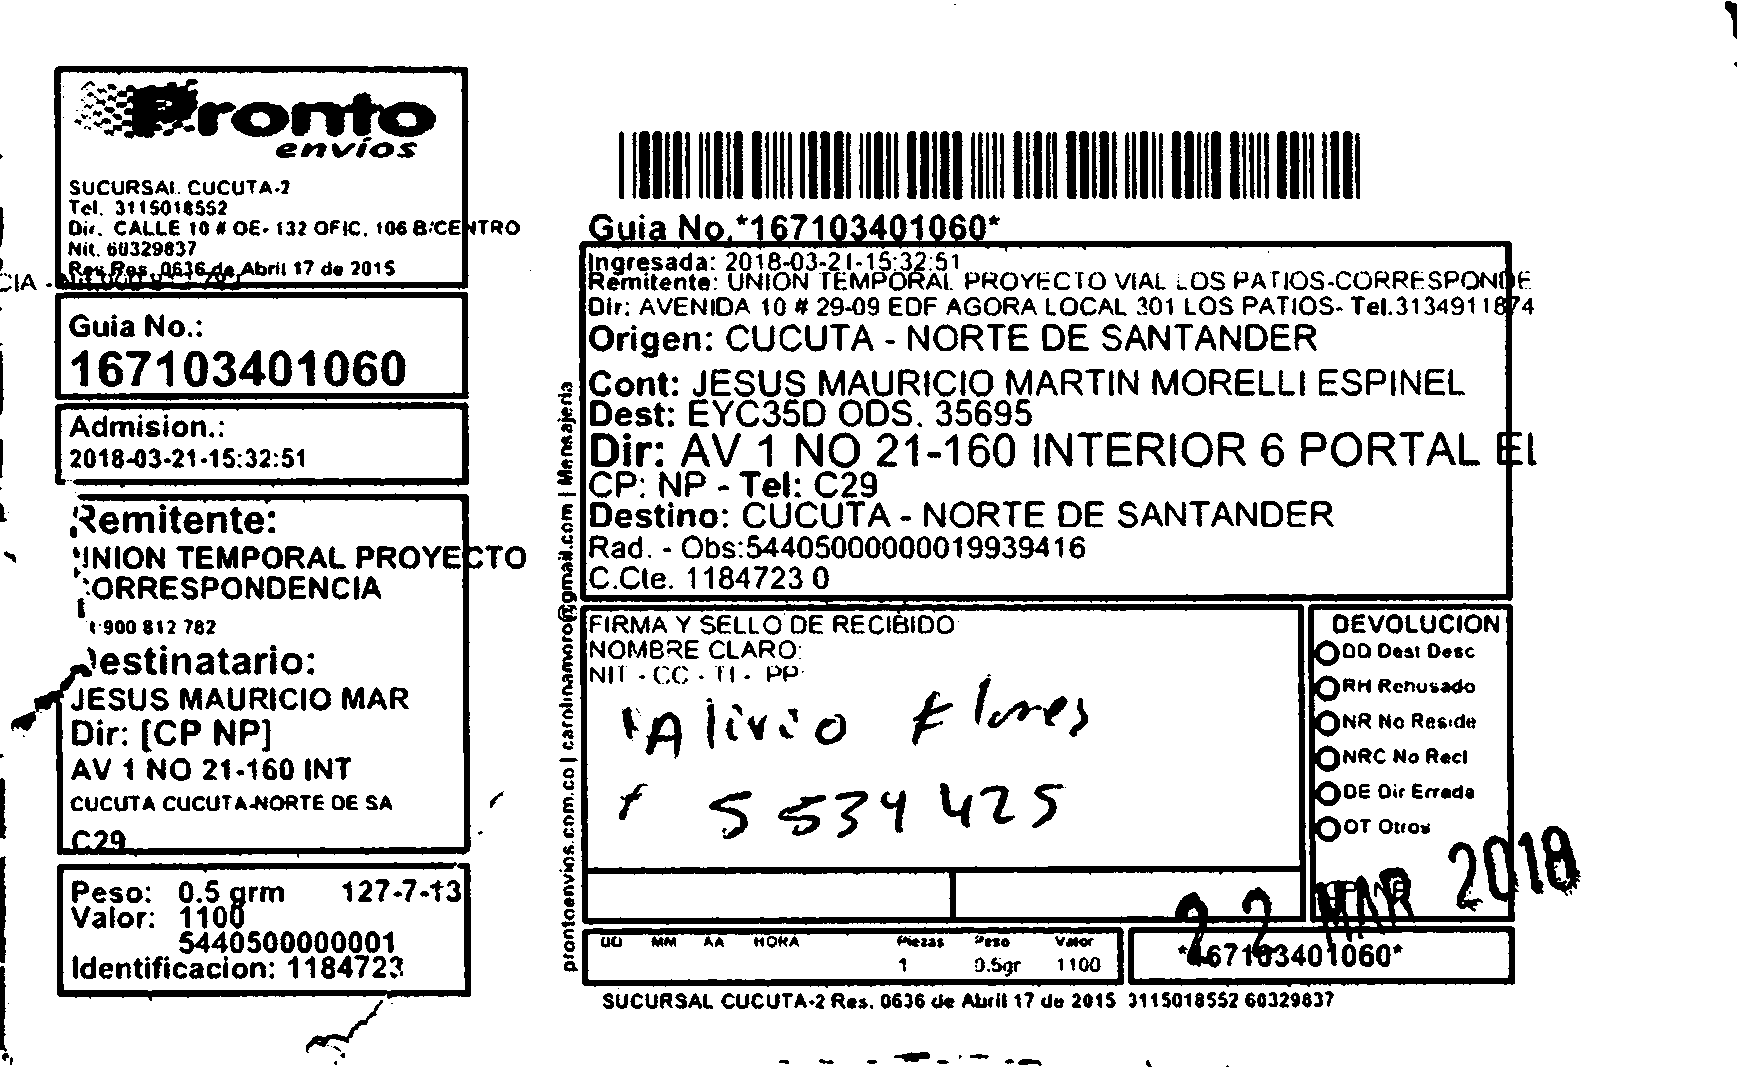 Pronto
envíos
SUCURSAL CUCUTA-2
Tel. 3115018552
Dir. CALLE 10 # OE- 132 OFIC. 106 B/CENTRO
Nit. 60329837
Res. 0636 de Abril 17 de 2015
Guia No.:
167103401060
Admision.:
2018-03-21-15:32:51
Remitente:
UNION TEMPORAL PROYECTO
CORRESPONDENCIA
900 812 782
Destinatario:
JESUS MAURICIO MAR
Dir: [CP NP]
AV 1 NO 21-160 INT
CUCUTA CUCUTA-NORTE DE SA
C29
Peso: 0.5 grm 127-7-13
Valor: 1100
5440500000001
Identificacion: 1184723
prontoenvios.com.co | carolinamoro@gmail.com | Mensajeria
Guia No.*167103401060*
Ingresada: 2018-03-21-15:32:51
Remitente: UNION TEMPORAL PROYECTO VIAL LOS PATIOS-CORRESPONDE
Dir: AVENIDA 10 # 29-09 EDF AGORA LOCAL 301 LOS PATIOS- Tel.3134911874
Origen: CUCUTA - NORTE DE SANTANDER
Cont: JESUS MAURICIO MARTIN MORELLI ESPINEL
Dest: EYC35D ODS. 35695
Dir: AV 1 NO 21-160 INTERIOR 6 PORTAL El
CP: NP - Tel: C29
Destino: CUCUTA - NORTE DE SANTANDER
Rad. - Obs:54405000000019939416
C.Cte. 1184723 0
FIRMA Y SELLO DE RECIBIDO
NOMBRE CLARO:
NIT - CC - TI - PP
Alivio Flores
5534425
DEVOLUCION
DD Dest Desc
RH Rehusado
NR No Reside
NRC No Recl
DE Dir Errada
OT Otros
22 MAR 2018
DD MM AA HORA Piezas Peso Valor
1 0.5gr 1100
*167103401060*
SUCURSAL CUCUTA-2 Res. 0636 de Abril 17 de 2015 3115018552 60329837